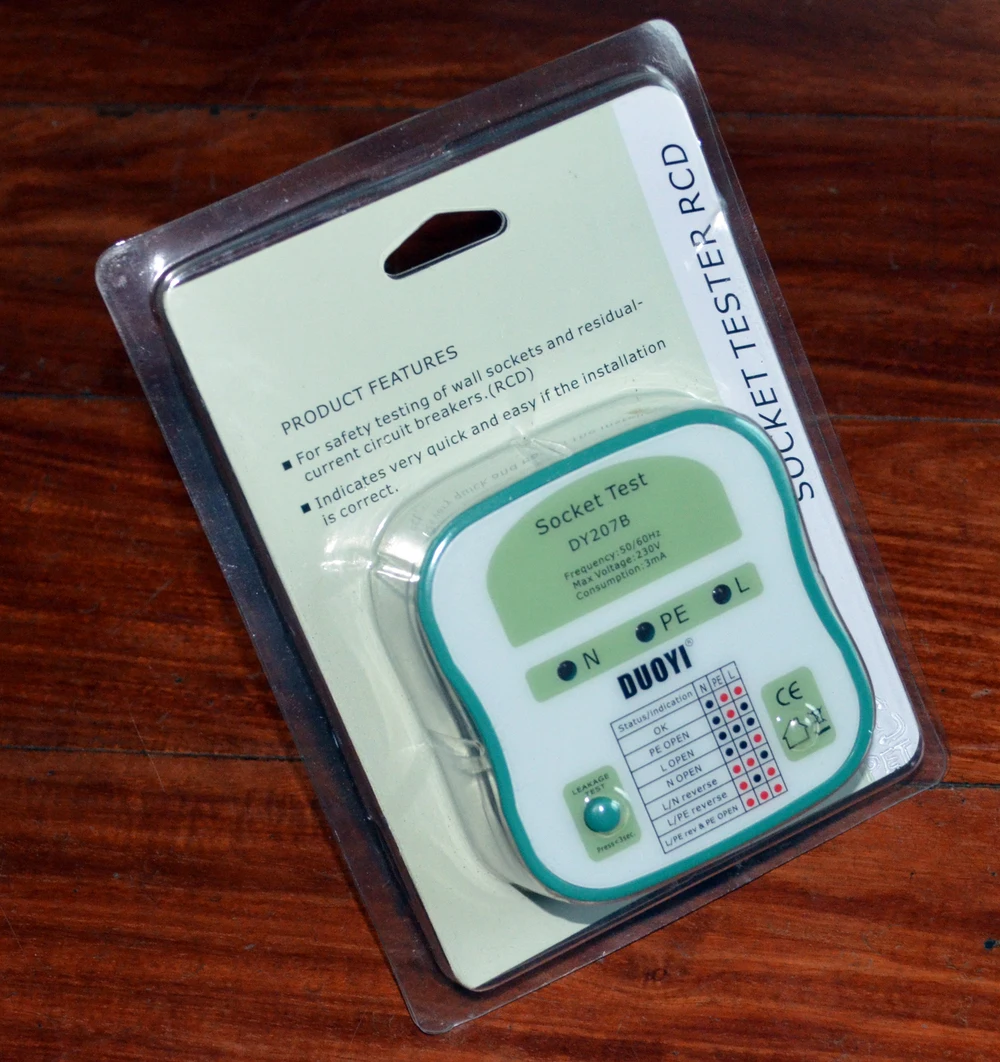 SOCKET TESTER RCD
PRODUCT FEATURES
For safety testing of wall sockets and residual-
current circuit breakers.(RCD)
Indicates very quick and easy if the installation
is correct.
Socket Test
DY207B
Frequency:50/60Hz
Max Voltage:230V
Consumption:3mA
N PE L
DUOYI®
Status/indication N PE L
OK
PE OPEN
L OPEN
N OPEN
L/N reverse
L/PE reverse
L/PE rev & PE OPEN
CE
LEAKAGE
TEST
Press<3sec.
PET